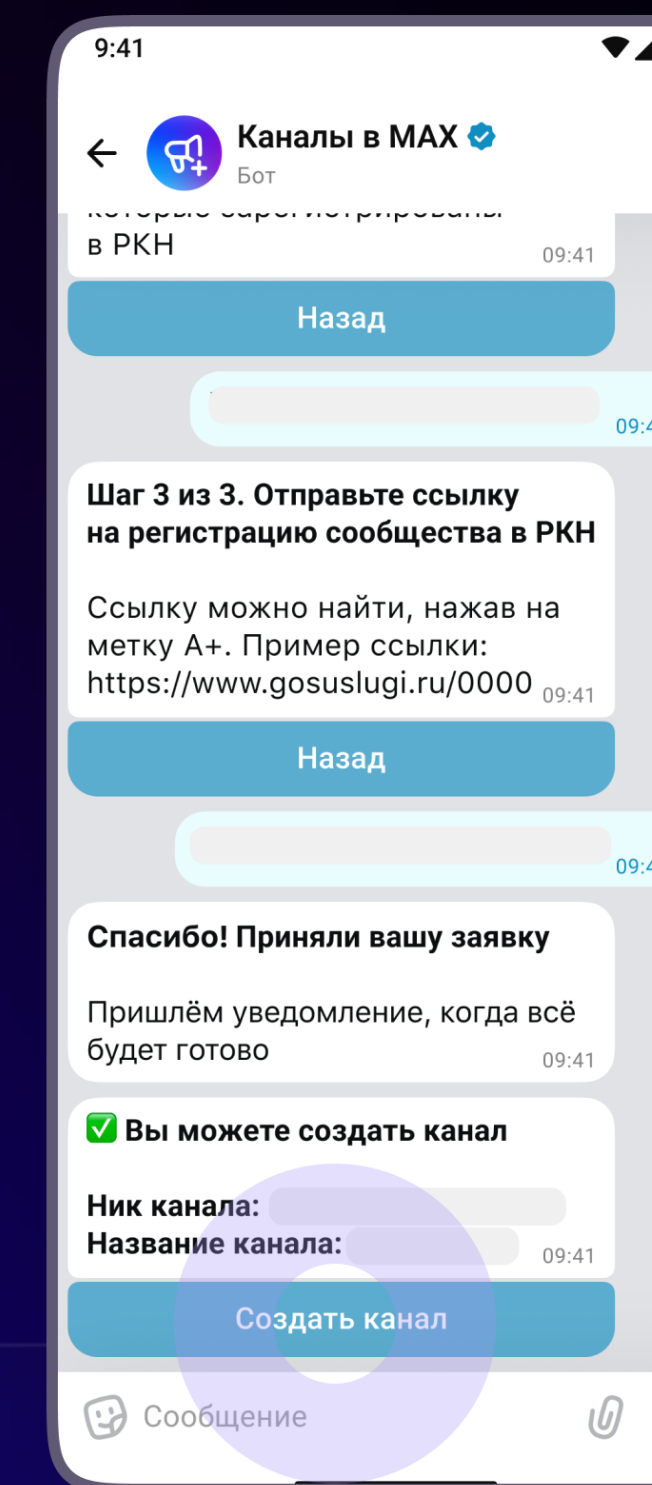 9:41
Каналы в MAX
Бот
которые зарегистрированы
в РКН
09:41
Назад
Шаг 3 из 3. Отправьте ссылку
на регистрацию сообщества в РКН
Ссылку можно найти, нажав на
метку А+. Пример ссылки:
https://www.gosuslugi.ru/0000
09:41
Назад
Спасибо! Приняли вашу заявку
Пришлём уведомление, когда всё
будет готово
09:41
✅ Вы можете создать канал
Ник канала:
Название канала:
09:41
Создать канал
Сообщение